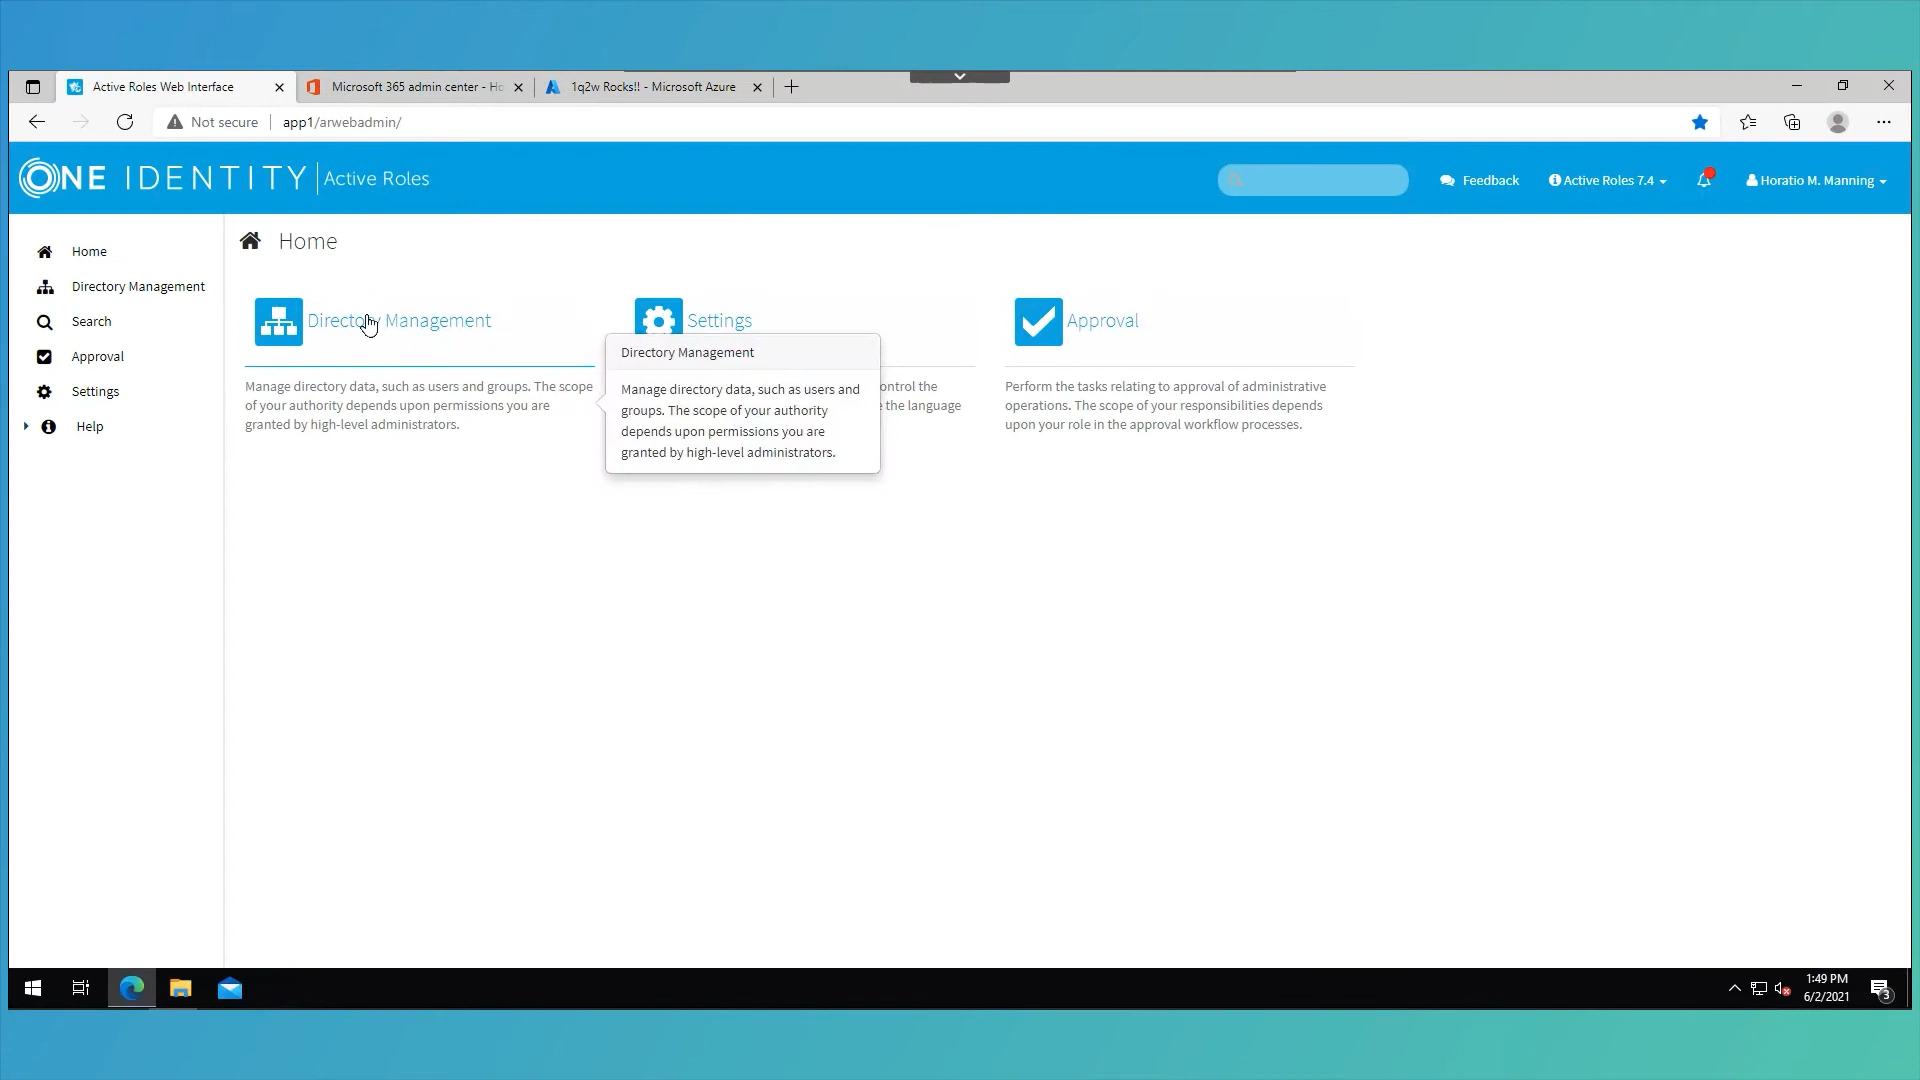 Active Roles Web Interface
Microsoft 365 admin center - Ho
1q2w Rocks!! - Microsoft Azure
Not secure
app1/arwebadmin/
ONE IDENTITY
Active Roles
Feedback
Active Roles 7.4
Horatio M. Manning
Home
Directory Management
Search
Approval
Settings
Help
Home
Directory Management
Manage directory data, such as users and groups. The scope
of your authority depends upon permissions you are
granted by high-level administrators.
Settings
ontrol the
the language
Directory Management
Manage directory data, such as users and
groups. The scope of your authority
depends upon permissions you are
granted by high-level administrators.
Approval
Perform the tasks relating to approval of administrative
operations. The scope of your responsibilities depends
upon your role in the approval workflow processes.
1:49 PM
6/2/2021
3